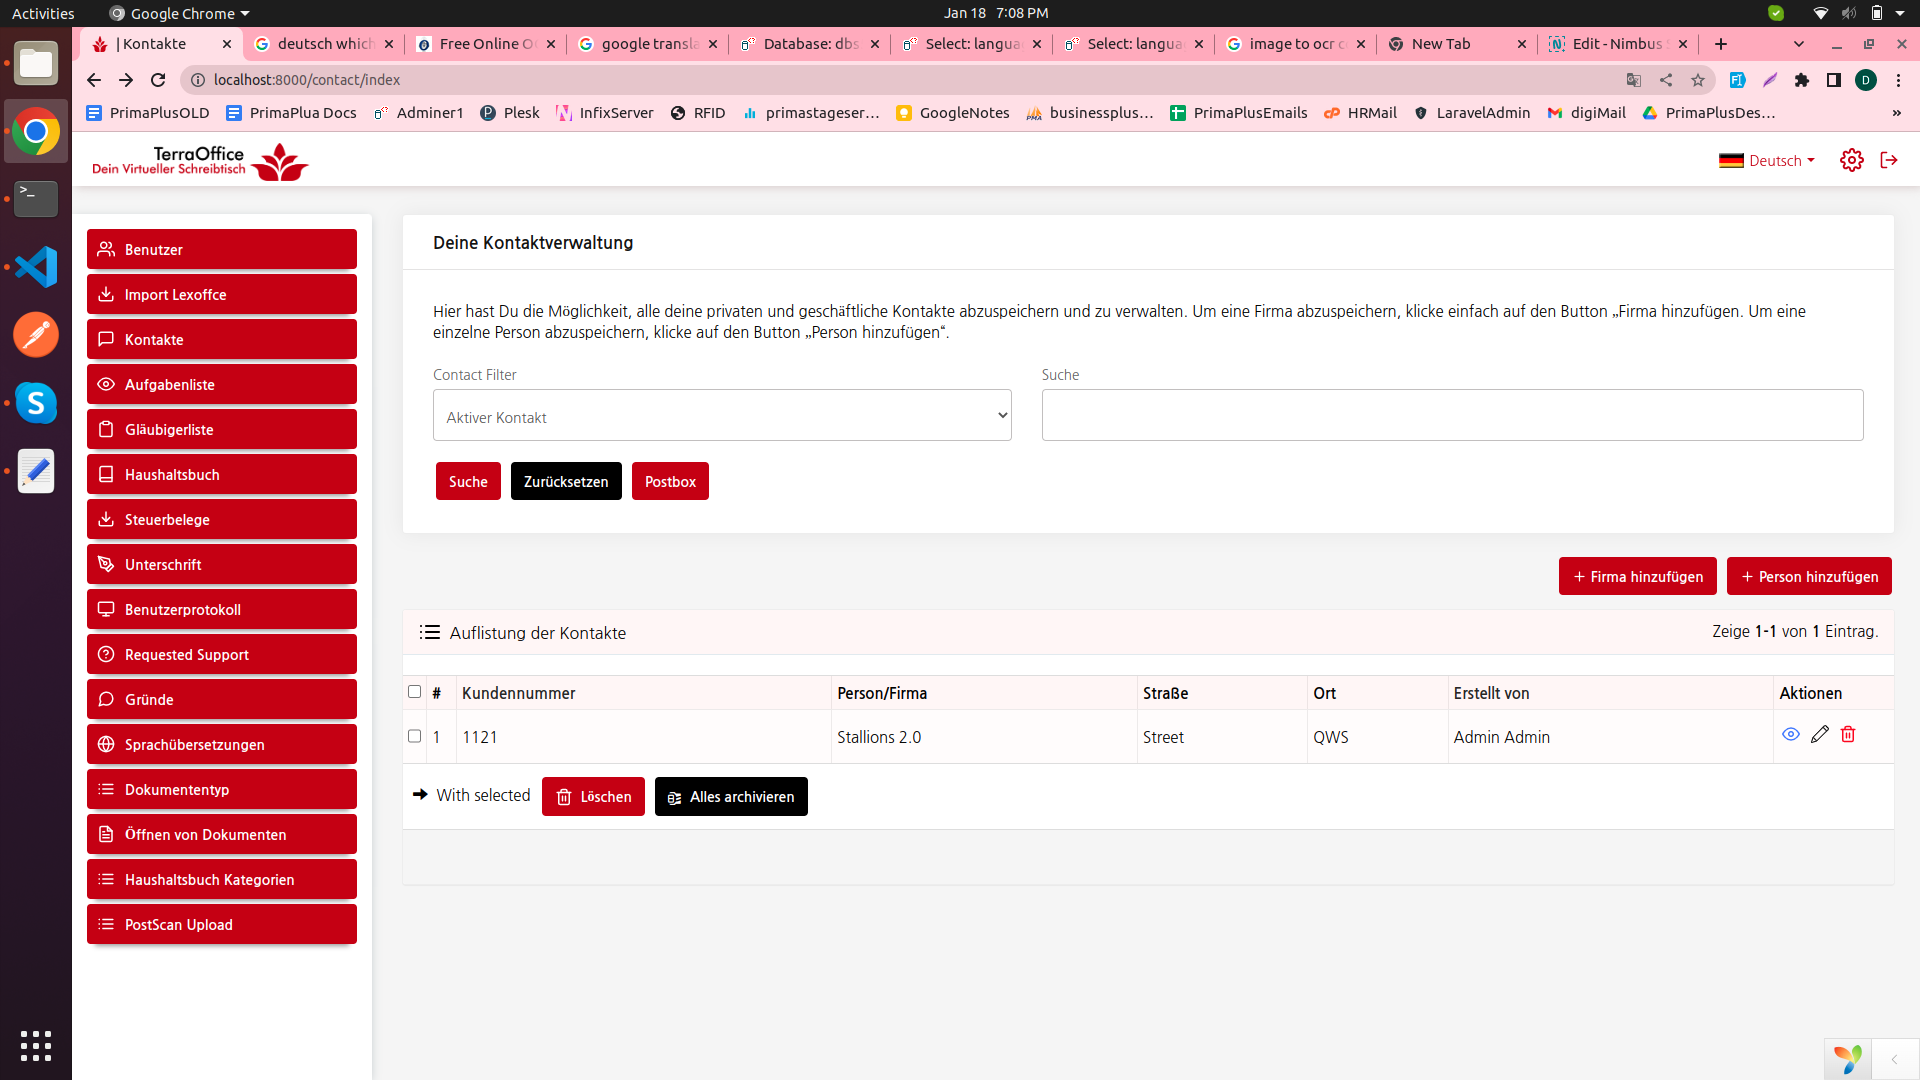 Activities
Google Chrome
Jan 18 7:08 PM
| Kontakte
deutsch which
Free Online O
google transla
Database: dbs
Select: langua
Select: langua
image to ocr c
New Tab
Edit - Nimbus
localhost:8000/contact/index
D
PrimaPlusOLD
PrimaPlua Docs
Adminer1
Plesk
InfixServer
RFID
primastageser...
GoogleNotes
businessplus...
PrimaPlusEmails
HRMail
LaravelAdmin
digiMail
PrimaPlusDes...
»
TerraOffice
Dein Virtueller Schreibtisch
Deutsch
Benutzer
Import Lexoffce
Kontakte
Aufgabenliste
Gläubigerliste
Haushaltsbuch
Steuerbelege
Unterschrift
Benutzerprotokoll
Requested Support
Gründe
Sprachübersetzungen
Dokumententyp
Öffnen von Dokumenten
Haushaltsbuch Kategorien
PostScan Upload
Deine Kontaktverwaltung
Hier hast Du die Möglichkeit, alle deine privaten und geschäftliche Kontakte abzuspeichern und zu verwalten. Um eine Firma abzuspeichern, klicke einfach auf den Button „Firma hinzufügen. Um eine
einzelne Person abzuspeichern, klicke auf den Button „Person hinzufügen“.
Contact Filter
Suche
Aktiver Kontakt
Suche
Zurücksetzen
Postbox
+ Firma hinzufügen
+ Person hinzufügen
Auflistung der Kontakte
Zeige 1-1 von 1 Eintrag.
# Kundennummer Person/Firma Straße Ort Erstellt von Aktionen
1 1121 Stallions 2.0 Street QWS Admin Admin
With selected
Löschen
Alles archivieren